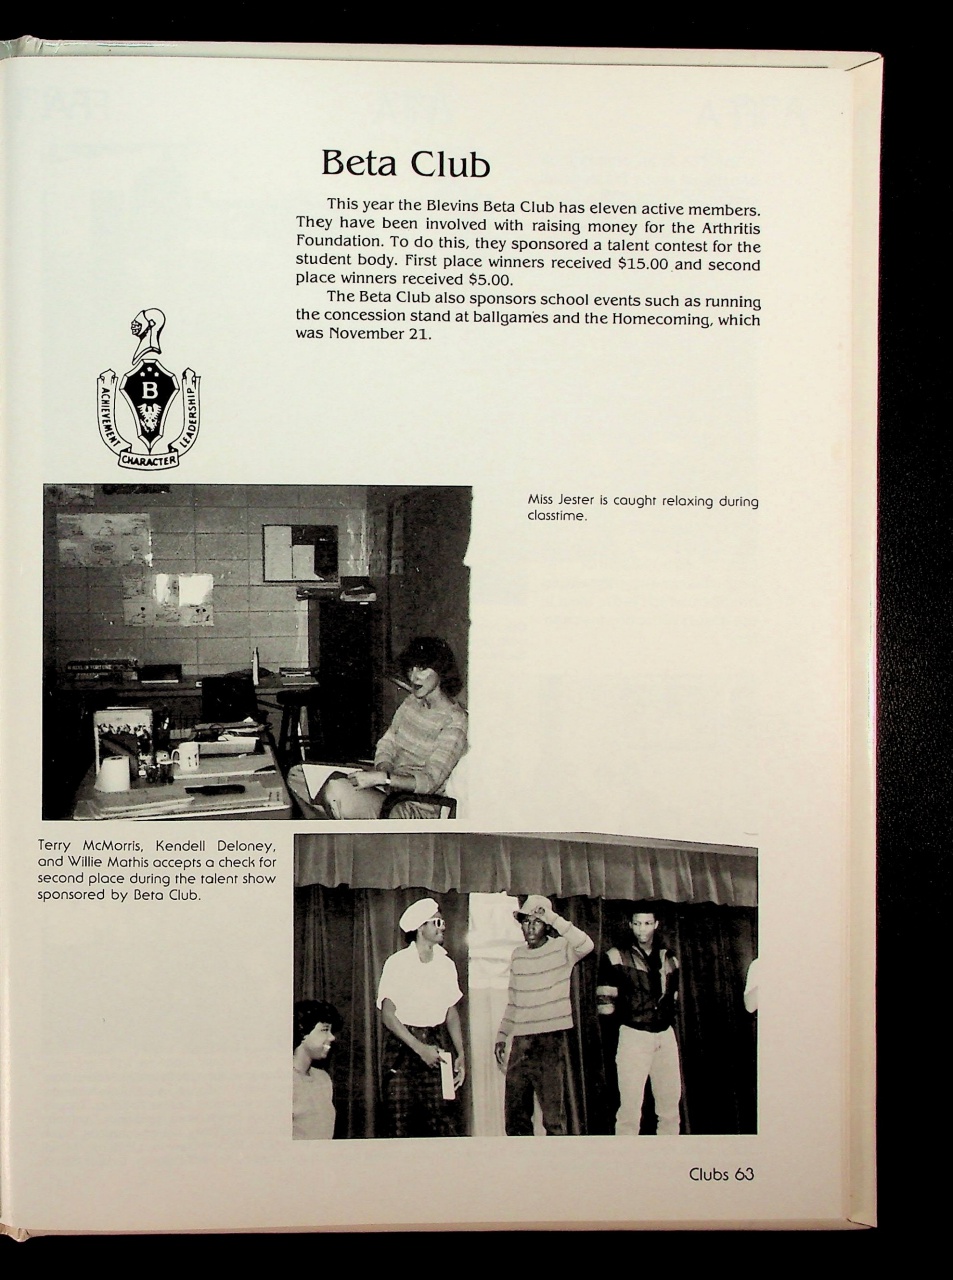 Beta Club
This year the Blevins Beta Club has eleven active members.
They have been involved with raising money for the Arthritis
Foundation. To do this, they sponsored a talent contest for the
student body. First place winners received $15.00 and second
place winners received $5.00.
The Beta Club also sponsors school events such as running
the concession stand at ballgames and the Homecoming, which
was November 21.
B
ACHIEVEMENT
CHARACTER
LEADERSHIP
Miss Jester is caught relaxing during
classtime.
Terry McMorris, Kendell Deloney,
and Willie Mathis accepts a check for
second place during the talent show
sponsored by Beta Club.
Clubs 63